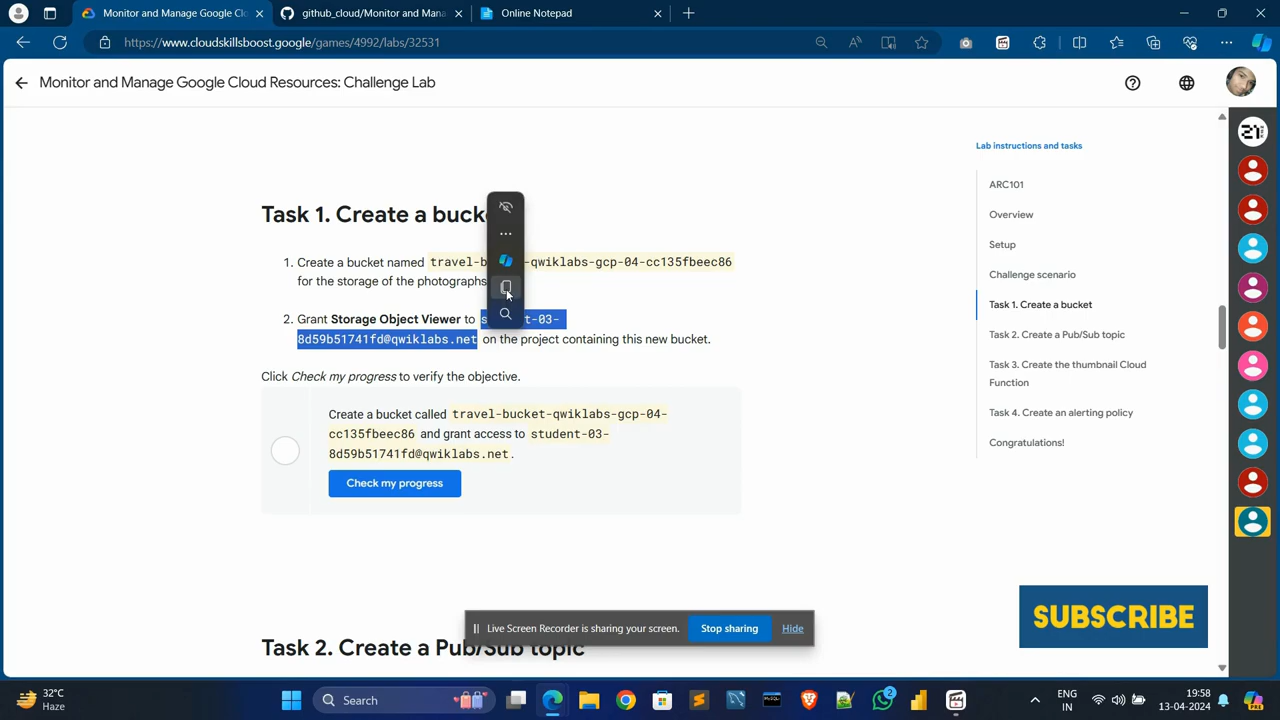 Monitor and Manage Google Clo
github_cloud/Monitor and Mana
Online Notepad
https://www.cloudskillsboost.google/games/4992/labs/32531
Monitor and Manage Google Cloud Resources: Challenge Lab
Lab instructions and tasks
ARC101
Overview
Setup
Challenge scenario
Task 1. Create a bucket
Task 2. Create a Pub/Sub topic
Task 3. Create the thumbnail Cloud
Function
Task 4. Create an alerting policy
Congratulations!
Task 1. Create a bucke
1. Create a bucket named travel-b -qwiklabs-gcp-04-cc135fbeec86
for the storage of the photographs
2. Grant Storage Object Viewer to s t-03-
8d59b51741fd@qwiklabs.net on the project containing this new bucket.
Click Check my progress to verify the objective.
Create a bucket called travel-bucket-qwiklabs-gcp-04-
cc135fbeec86 and grant access to student-03-
8d59b51741fd@qwiklabs.net.
Check my progress
SUBSCRIBE
Live Screen Recorder is sharing your screen.
Stop sharing
Hide
Task 2. Create a Pub/Sub topic
32°C
Haze
Search
2
ENG
IN
19:58
13-04-2024